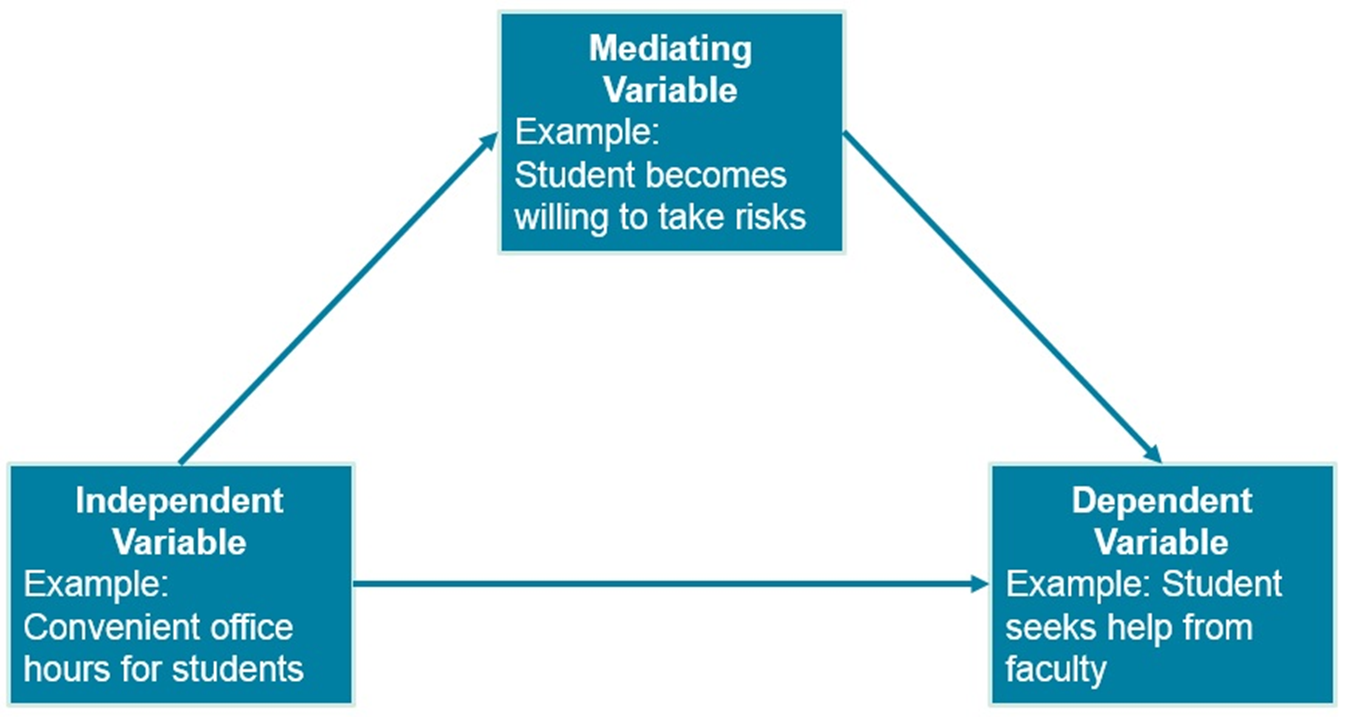 Mediating
Variable
Example:
Student becomes
willing to take risks
Independent
Variable
Example:
Convenient office
hours for students
Dependent
Variable
Example: Student
seeks help from
faculty